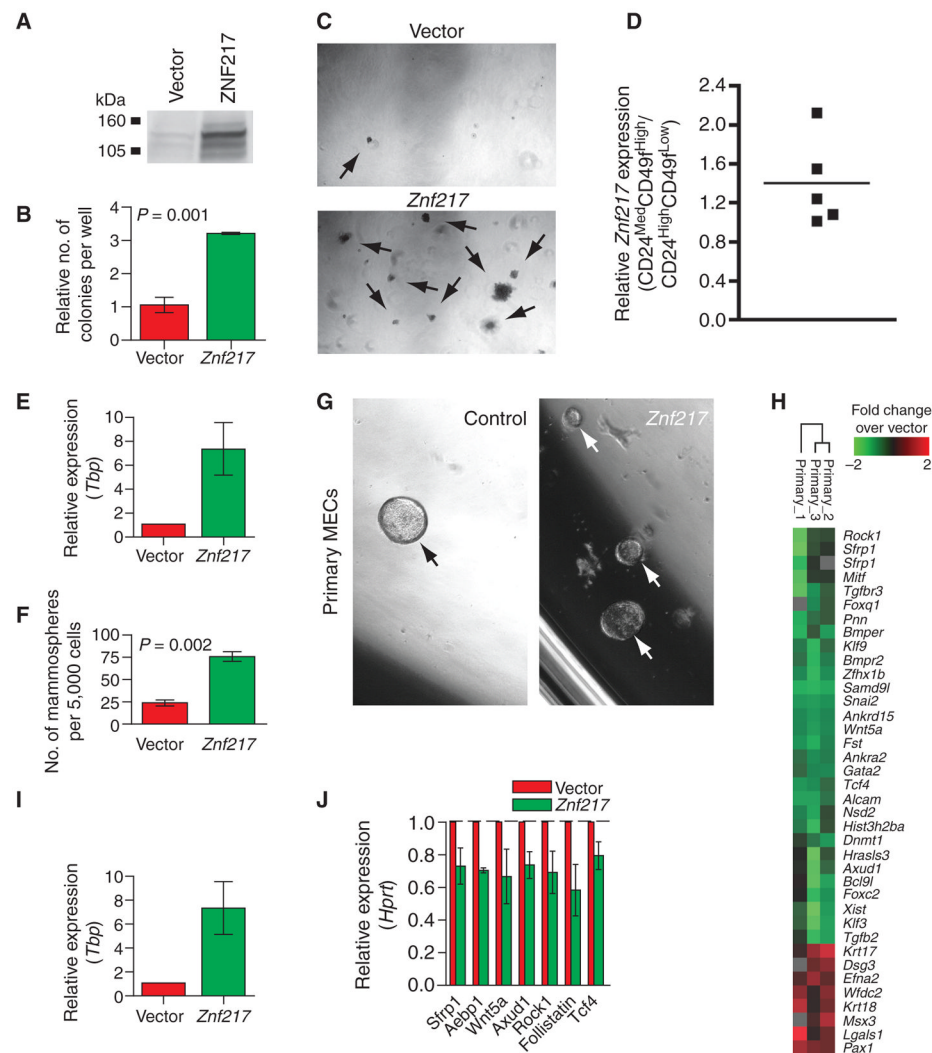 A
Vector
ZNF217
kDa
160
105
B
Relative no. of
colonies per well
P = 0.001
4
3
2
1
0
Vector
Znf217
C
Vector
Znf217
D
Relative Znf217 expression
(CD24MedCD49fHigh/
CD24HighCD49fLow)
2.4
2.0
1.6
1.2
0.4
0.0
E
Relative expression
(Tbp)
10
8
6
4
2
0
Vector
Znf217
F
No. of mammospheres
per 5,000 cells
P = 0.002
100
75
50
25
0
Vector
Znf217
G
Primary MECs
Control
Znf217
H
Fold change
over vector
–2
2
Primary_1
Primary_3
Primary_2
Rock1
Sfrp1
Sfrp1
Mitf
Tgfbr3
Foxq1
Pnn
Bmper
Klf9
Bmpr2
Zfhx1b
Samd9l
Snai2
Ankrd15
Wnt5a
Fst
Ankra2
Gata2
Tcf4
Alcam
Nsd2
Hist3h2ba
Dnmt1
Hrasls3
Axud1
Bcl9l
Foxc2
Xist
Klf3
Tgfb2
Krt17
Dsg3
Efna2
Wfdc2
Krt18
Msx3
Lgals1
Pax1
I
Relative expression
(Tbp)
10
8
6
4
2
0
Vector
Znf217
J
Vector
Znf217
Relative expression
(Hprt)
1.0
0.8
0.6
0.4
0.2
0.0
Sfrp1
Aebp1
Wnt5a
Axud1
Rock1
Follistatin
Tcf4